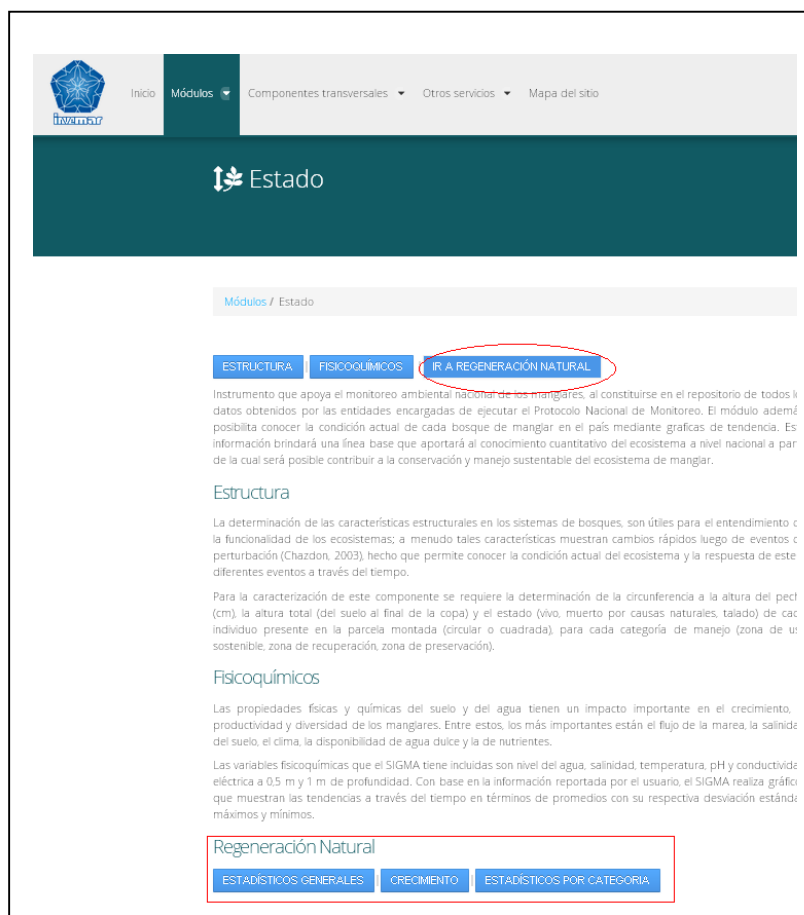 invemar
Inicio Módulos Componentes transversales Otros servicios Mapa del sitio
Estado
Módulos / Estado
ESTRUCTURA | FISICOQUÍMICOS | IR A REGENERACIÓN NATURAL
Instrumento que apoya el monitoreo ambiental nacional de los manglares, al constituirse en el repositorio de todos lo
datos obtenidos por las entidades encargadas de ejecutar el Protocolo Nacional de Monitoreo. El módulo ademá
posibilita conocer la condición actual de cada bosque de manglar en el país mediante graficas de tendencia. Est
información brindará una línea base que aportará al conocimiento cuantitativo del ecosistema a nivel nacional a part
de la cual será posible contribuir a la conservación y manejo sustentable del ecosistema de manglar.
Estructura
La determinación de las características estructurales en los sistemas de bosques, son útiles para el entendimiento d
la funcionalidad de los ecosistemas; a menudo tales características muestran cambios rápidos luego de eventos d
perturbación (Chazdon, 2003), hecho que permite conocer la condición actual del ecosistema y la respuesta de este
diferentes eventos a través del tiempo.
Para la caracterización de este componente se requiere la determinación de la circunferencia a la altura del pech
(cm), la altura total (del suelo al final de la copa) y el estado (vivo, muerto por causas naturales, talado) de cad
individuo presente en la parcela montada (circular o cuadrada), para cada categoría de manejo (zona de us
sostenible, zona de recuperación, zona de preservación).
Fisicoquímicos
Las propiedades físicas y químicas del suelo y del agua tienen un impacto importante en el crecimiento,
productividad y diversidad de los manglares. Entre estos, los más importantes están el flujo de la marea, la salinida
del suelo, el clima, la disponibilidad de agua dulce y la de nutrientes.
Las variables fisicoquímicas que el SIGMA tiene incluidas son nivel del agua, salinidad, temperatura, pH y conductivida
eléctrica a 0,5 m y 1 m de profundidad. Con base en la información reportada por el usuario, el SIGMA realiza gráfico
que muestran las tendencias a través del tiempo en términos de promedios con su respectiva desviación estánda
máximos y mínimos.
Regeneración Natural
ESTADÍSTICOS GENERALES | CRECIMIENTO | ESTADÍSTICOS POR CATEGORIA